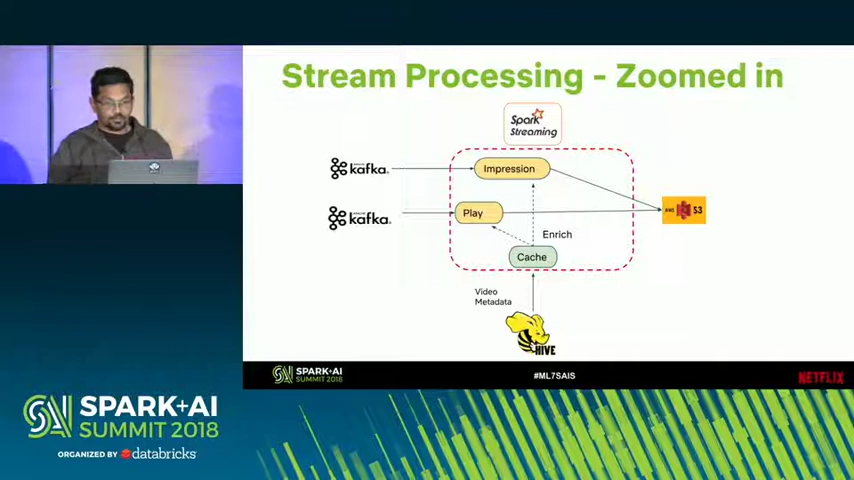 Stream Processing - Zoomed in
Spark
Streaming
kafka.
Impression
kafka.
Play
S3
Enrich
Cache
Video
Metadata
HIVE
SPARK+AI
SUMMIT 2018
#ML7SAIS
NETFLIX
SPARK+AI
SUMMIT 2018
ORGANIZED BY databricks